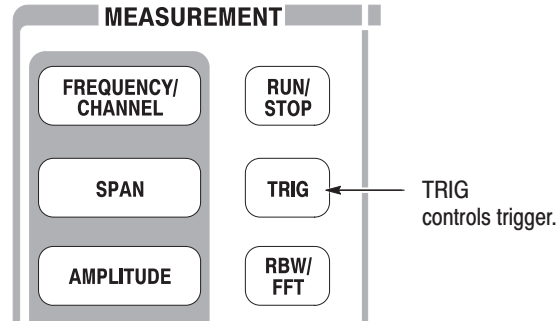 MEASUREMENT
FREQUENCY/
CHANNEL
RUN/
STOP
SPAN
TRIG
TRIG
controls trigger.
AMPLITUDE
RBW/
FFT